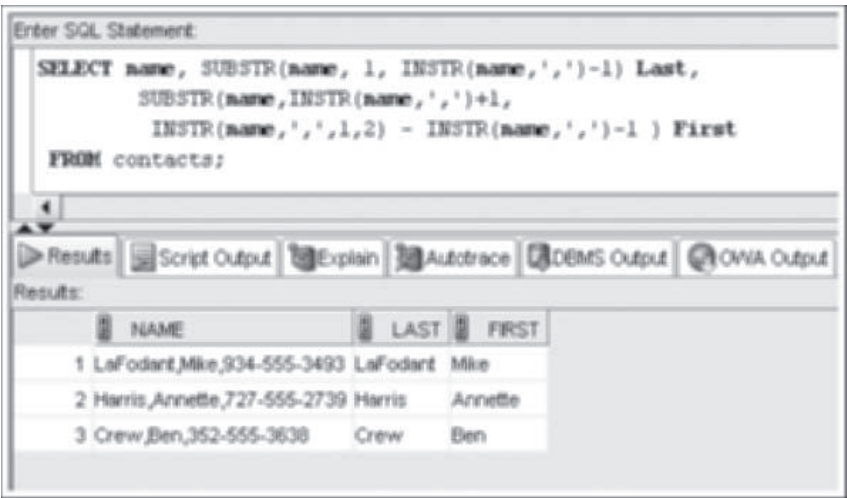 Enter SQL Statement:
SELECT name, SUBSTR(name, 1, INSTR(name,',')-1) Last,
SUBSTR(name,INSTR(name,',')+1,
INSTR(name,',',1,2) - INSTR(name,',')-1 ) First
FROM contacts;
Results Script Output Explain Autotrace DBMS Output OWA Output
Results:
NAME LAST FIRST
1 LaFodant,Mike,934-555-3493 LaFodant Mike
2 Harris,Annette,727-555-2739 Harris Annette
3 Crew,Ben,352-555-3638 Crew Ben